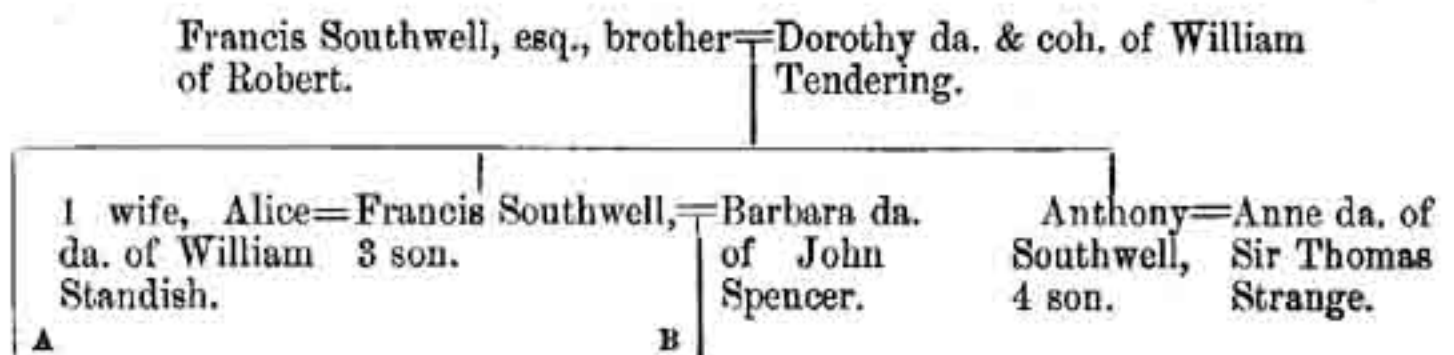 Francis Southwell, esq., brother=Dorothy da. & coh. of William
of Robert. Tendering.
1 wife, Alice=Francis Southwell,=Barbara da.
da. of William 3 son. of John
Standish. Spencer.
Anthony=Anne da. of
Southwell, Sir Thomas
4 son. Strange.
A B